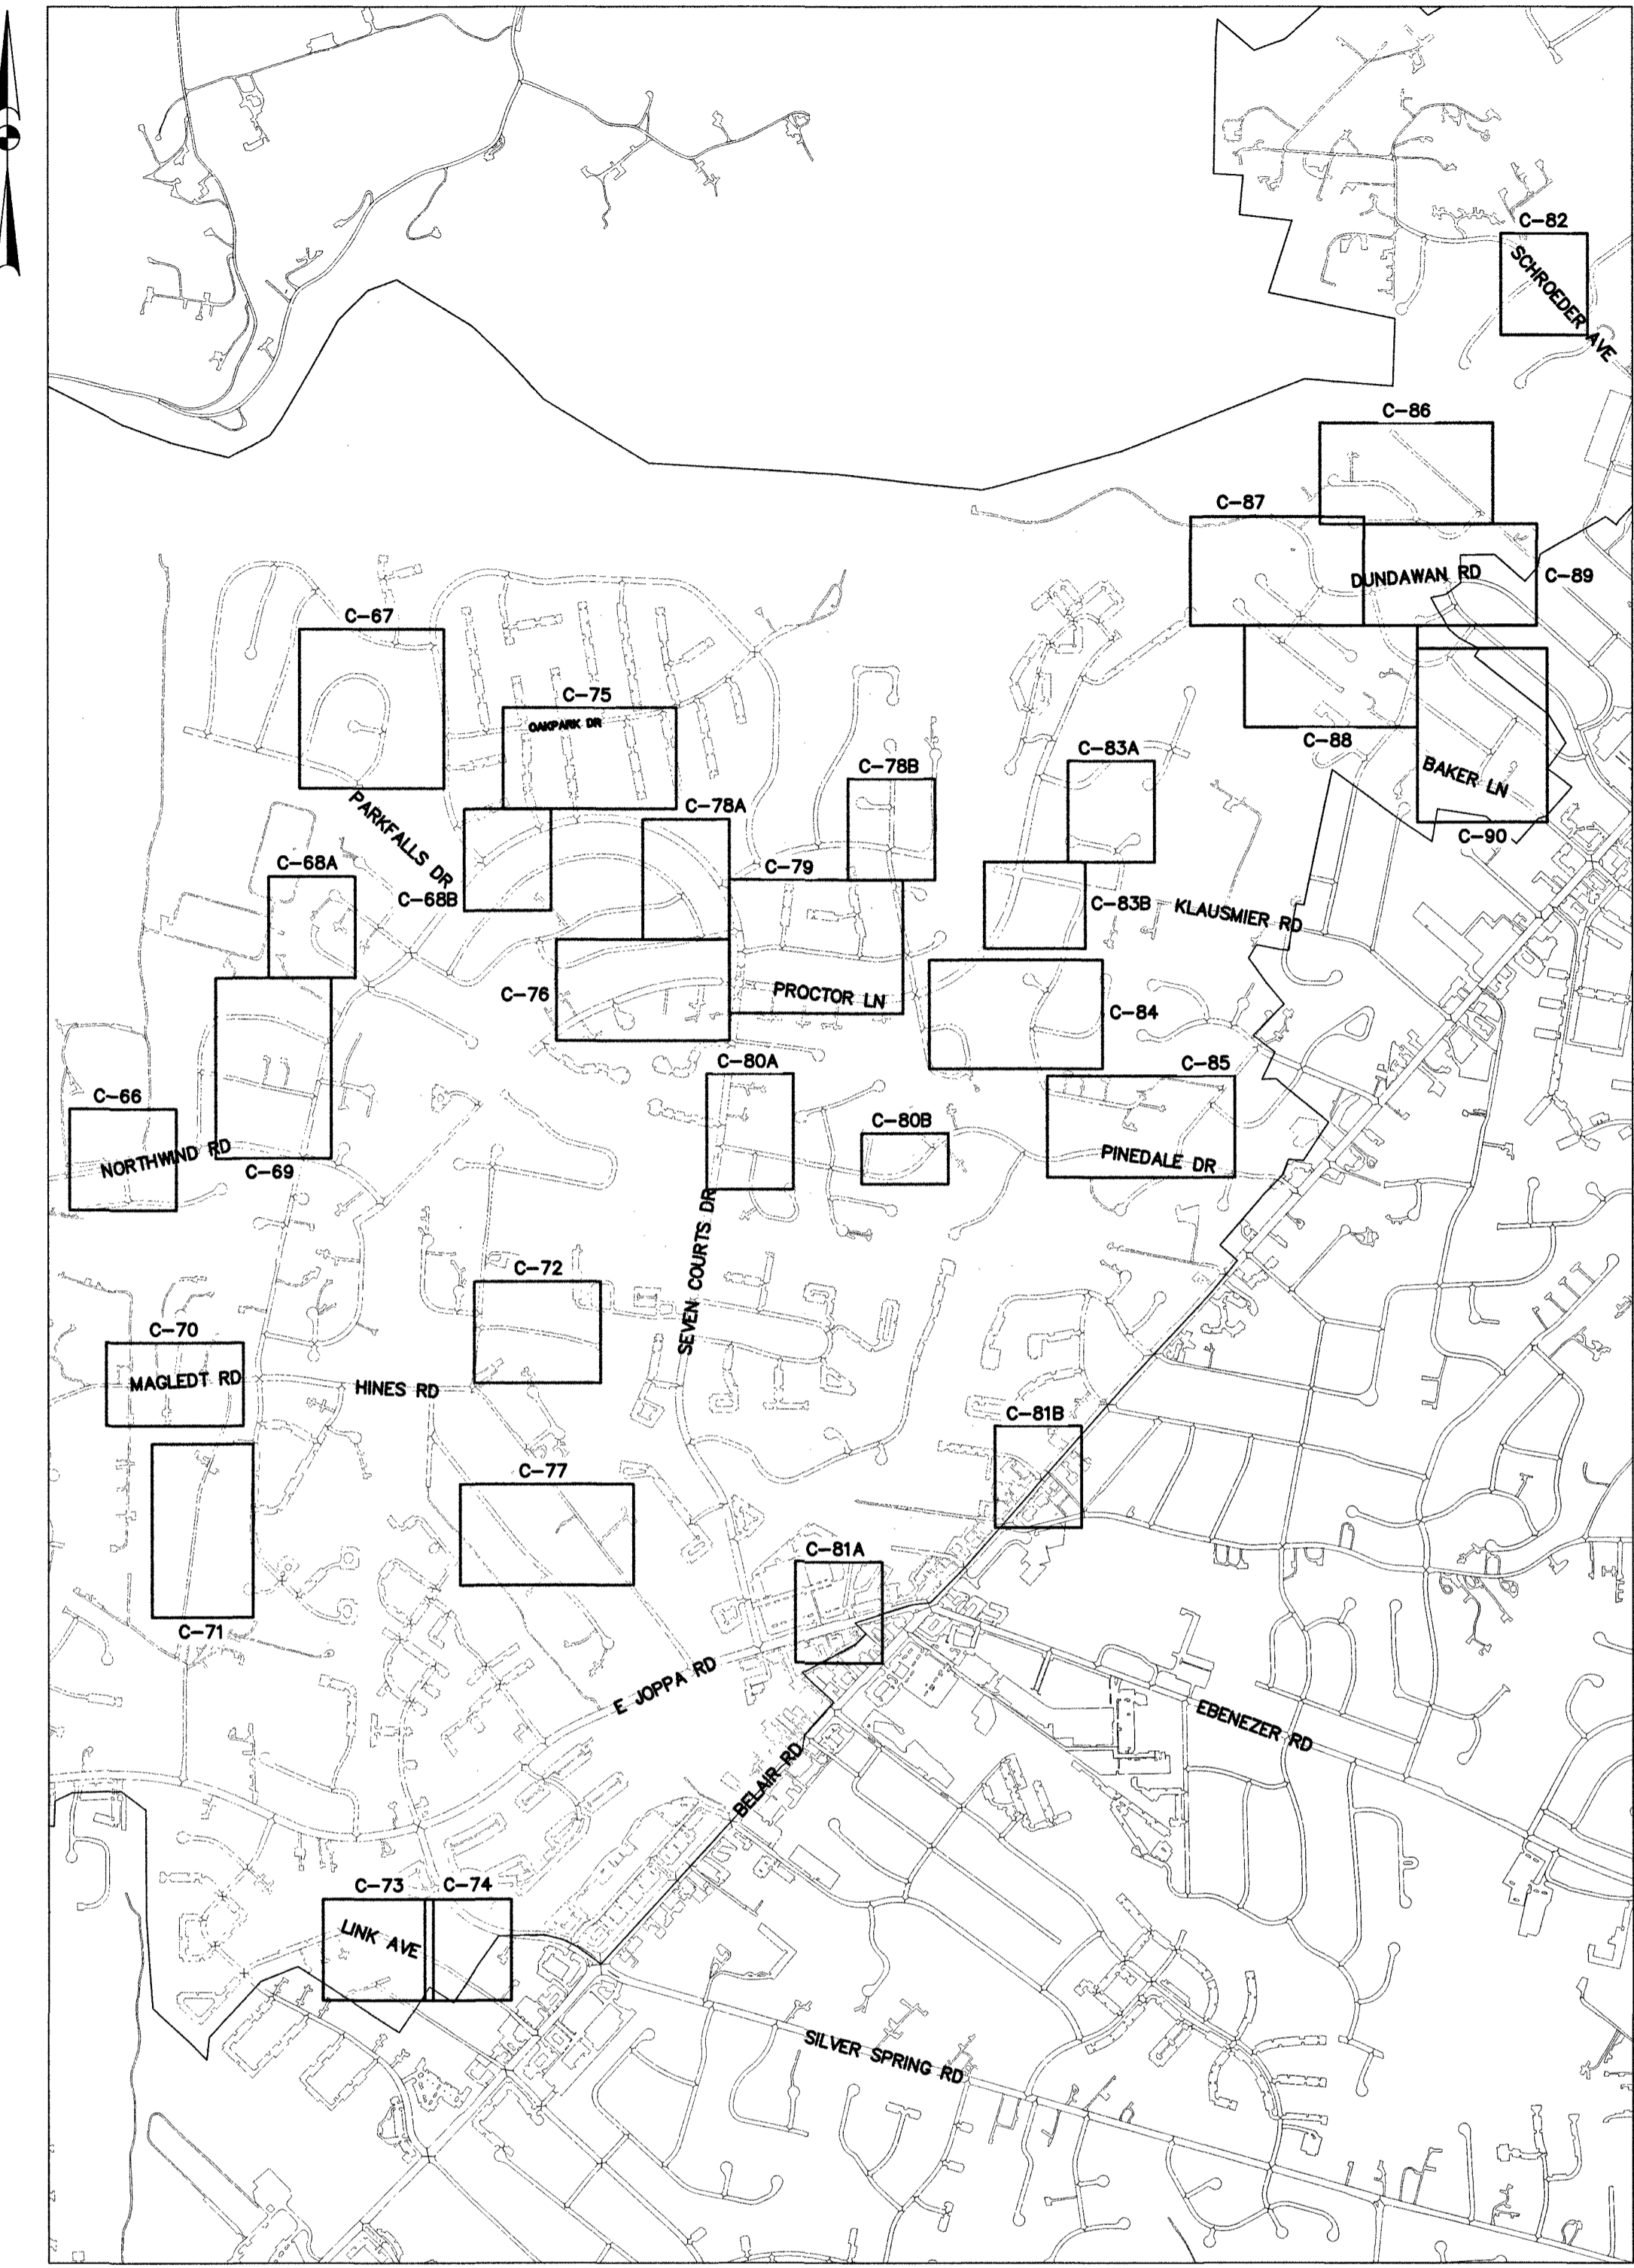 C-82
SCHROEDER AVE
C-86
C-87
DUNDAWAN RD
C-89
C-67
C-75
OAKPARK DR
C-88
C-83A
C-78B
BAKER LN
C-78A
PARKFALLS DR
C-90
C-68A
C-79
C-68B
C-83B
KLAUSMIER RD
C-76
PROCTOR LN
C-84
C-80A
C-85
C-66
C-80B
NORTHWIND RD
C-69
PINEDALE DR
SEVEN COURTS DR
C-72
C-70
MAGLEDT RD
HINES RD
C-81B
C-77
C-81A
C-71
E JOPPA RD
EBENEZER RD
BELAIR RD
C-73
C-74
LINK AVE
SILVER SPRING RD